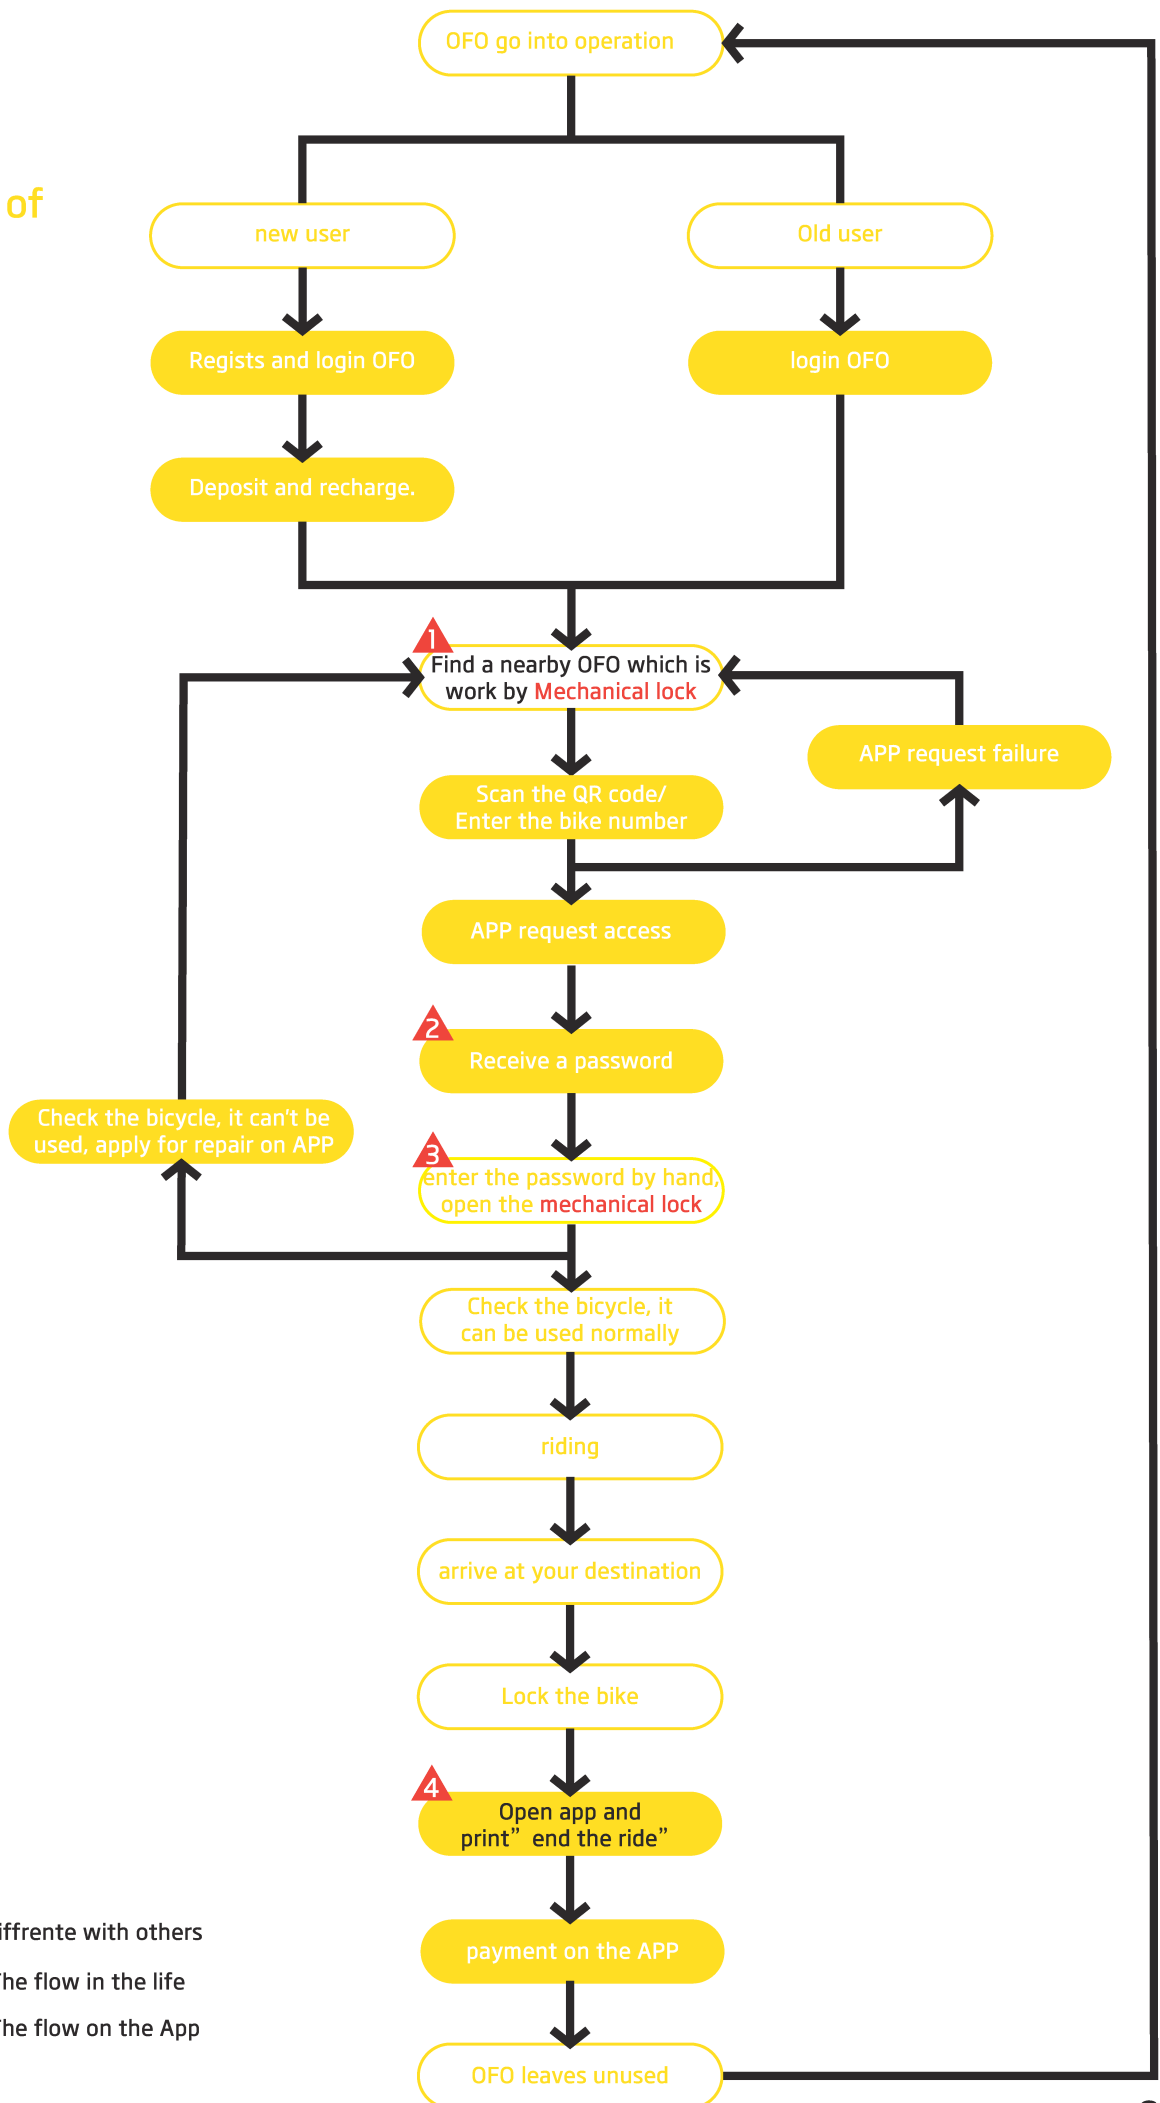 OFO go into operation
of
new user
Old user
Regists and login OFO
login OFO
Deposit and recharge.
1
Find a nearby OFO which is
work by Mechanical lock
APP request failure
Scan the QR code/
Enter the bike number
APP request access
2
Receive a password
Check the bicycle, it can't be
used, apply for repair on APP
3
enter the password by hand,
open the mechanical lock
Check the bicycle, it
can be used normally
riding
arrive at your destination
Lock the bike
4
Open app and
print” end the ride”
iffrente with others
payment on the APP
The flow in the life
The flow on the App
OFO leaves unused